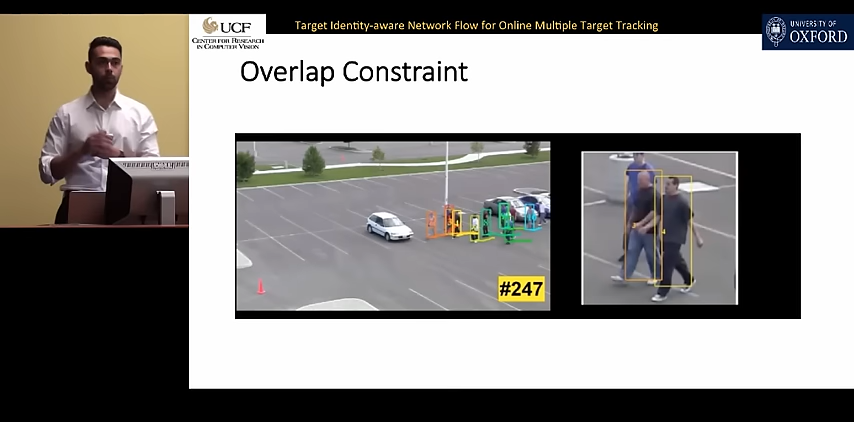 UCF
CENTER FOR RESEARCH
IN COMPUTER VISION
Target Identity-aware Network Flow for Online Multiple Target Tracking
UNIVERSITY OF
OXFORD
Overlap Constraint
#247